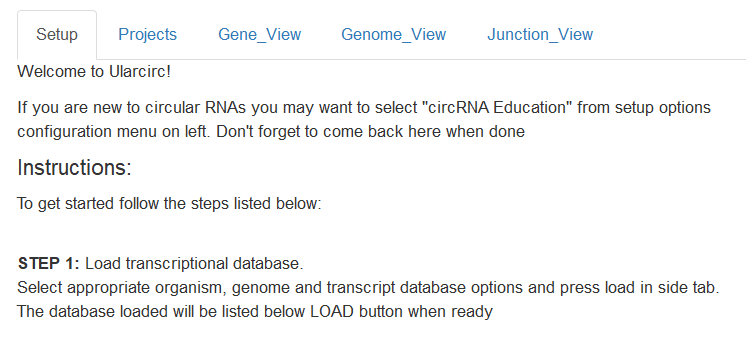 Setup Projects Gene_View Genome_View Junction_View
Welcome to Ularcirc!
If you are new to circular RNAs you may want to select "circRNA Education" from setup options
configuration menu on left. Don't forget to come back here when done
Instructions:
To get started follow the steps listed below:
STEP 1: Load transcriptional database.
Select appropriate organism, genome and transcript database options and press load in side tab.
The database loaded will be listed below LOAD button when ready